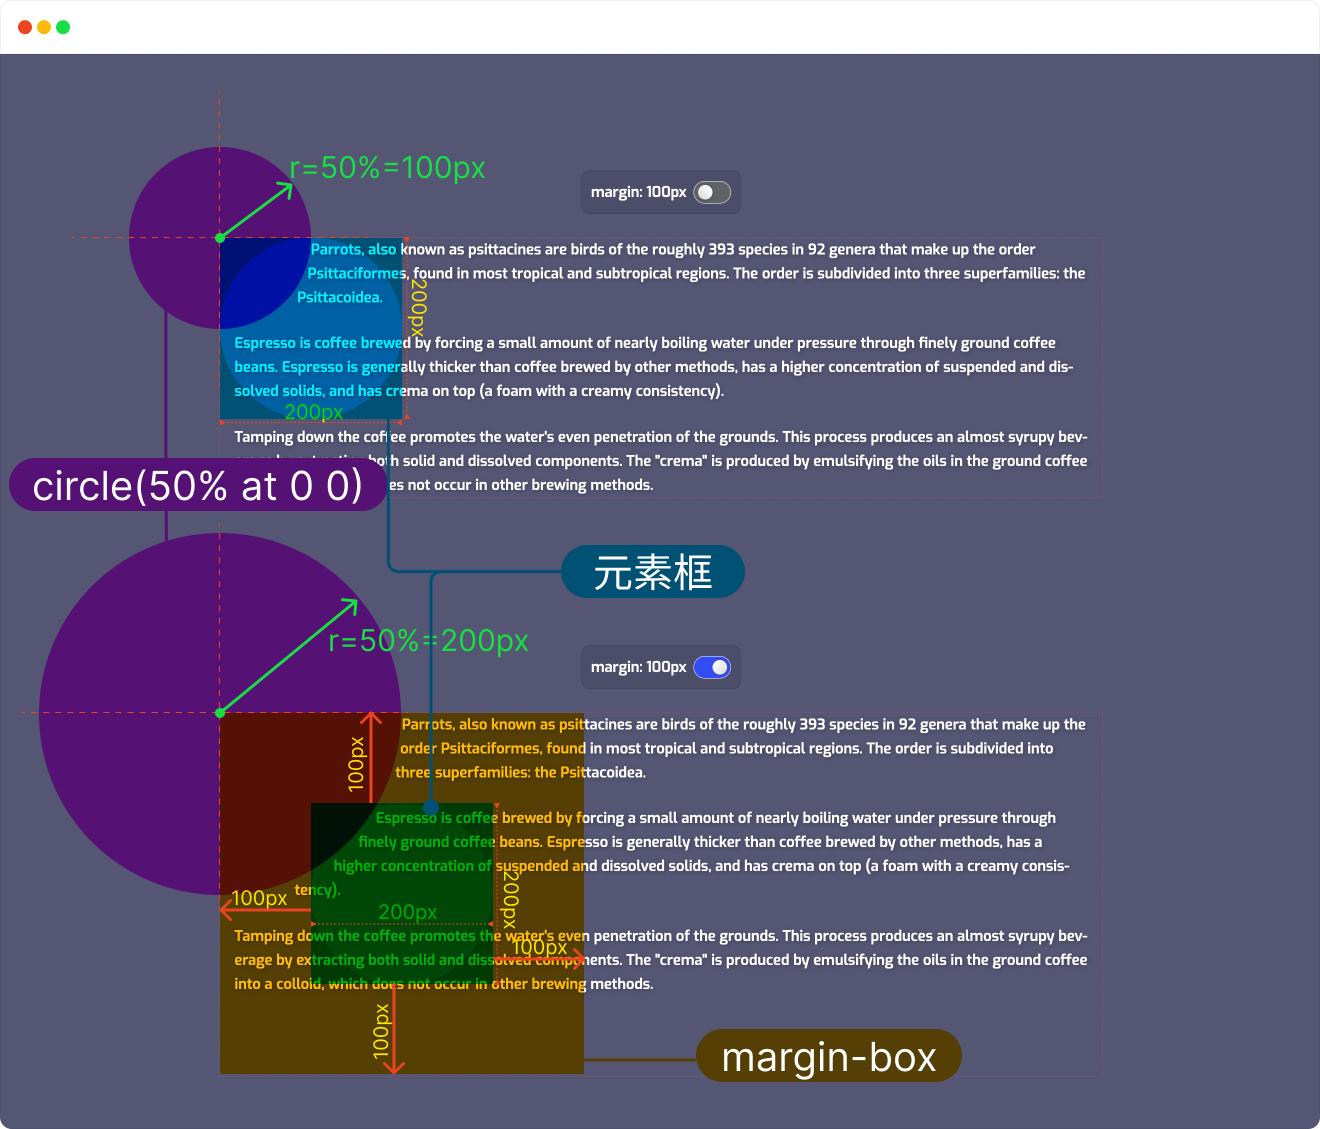 r=50%=100px
margin: 100px
Parrots, also known as psittacines are birds of the roughly 393 species in 92 genera that make up the order
Psittaciformes, found in most tropical and subtropical regions. The order is subdivided into three superfamilies: the
Psittacoidea.
200px
Espresso is coffee brewed by forcing a small amount of nearly boiling water under pressure through finely ground coffee
beans. Espresso is generally thicker than coffee brewed by other methods, has a higher concentration of suspended and dis-
solved solids, and has crema on top (a foam with a creamy consistency).
200px
Tamping down the coffee promotes the water's even penetration of the grounds. This process produces an almost syrupy bev-
both solid and dissolved components. The "crema" is produced by emulsifying the oils in the ground coffee
circle(50% at 0 0)
es not occur in other brewing methods.
元素框
r=50%=200px
margin: 100px
Parrots, also known as psittacines are birds of the roughly 393 species in 92 genera that make up the
order Psittaciformes, found in most tropical and subtropical regions. The order is subdivided into
three superfamilies: the Psittacoidea.
100px
Espresso is coffee brewed by forcing a small amount of nearly boiling water under pressure through
finely ground coffee beans. Espresso is generally thicker than coffee brewed by other methods, has a
higher concentration of suspended and dissolved solids, and has crema on top (a foam with a creamy consis-
tency).
100px
200px
200px
Tamping down the coffee promotes the water's even penetration of the grounds. This process produces an almost syrupy bev-
100px
erage by extracting both solid and dissolved components. The "crema" is produced by emulsifying the oils in the ground coffee
into a colloid, which does not occur in other brewing methods.
100px
margin-box